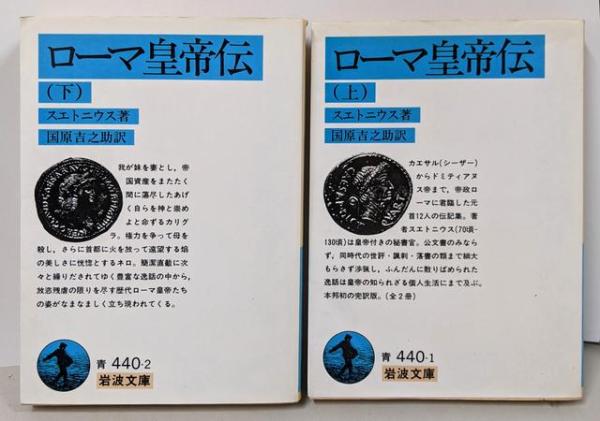 ローマ皇帝伝
(下)
スエトニウス著
国原吉之助訳
我が妹を妻とし，帝
国資産をまたたく
間に蕩尽したあげ
く自らを神と崇め
よと命ずるカリグ
ラ。権力を争って母を
殺し，さらに首都に火を放って遠望する焔
の美しさに恍惚とするネロ。簡潔直截に次
々と繰りだされてゆく豊富な逸話の中から，
放恣残虐の限りを尽す歴代ローマ皇帝たち
の姿がなまなましく立ち現われてくる。
青 440-2
岩波文庫
ローマ皇帝伝
(上)
スエトニウス著
国原吉之助訳
カエサル(シーザー)
からドミティアヌ
ス帝まで，帝政ロ
ーマに君臨した元
首12人の伝記集。著
者スエトニウス(70頃-
130頃)は皇帝付きの秘書官。公文書のみなら
ず，同時代の世評・諷刺・落書の類まで細大
もらさず渉猟し，ふんだんに散りばめられた
逸話は皇帝の知られざる個人生活にまで及ぶ。
本邦初の完訳版。(全2冊)
青 440-1
岩波文庫